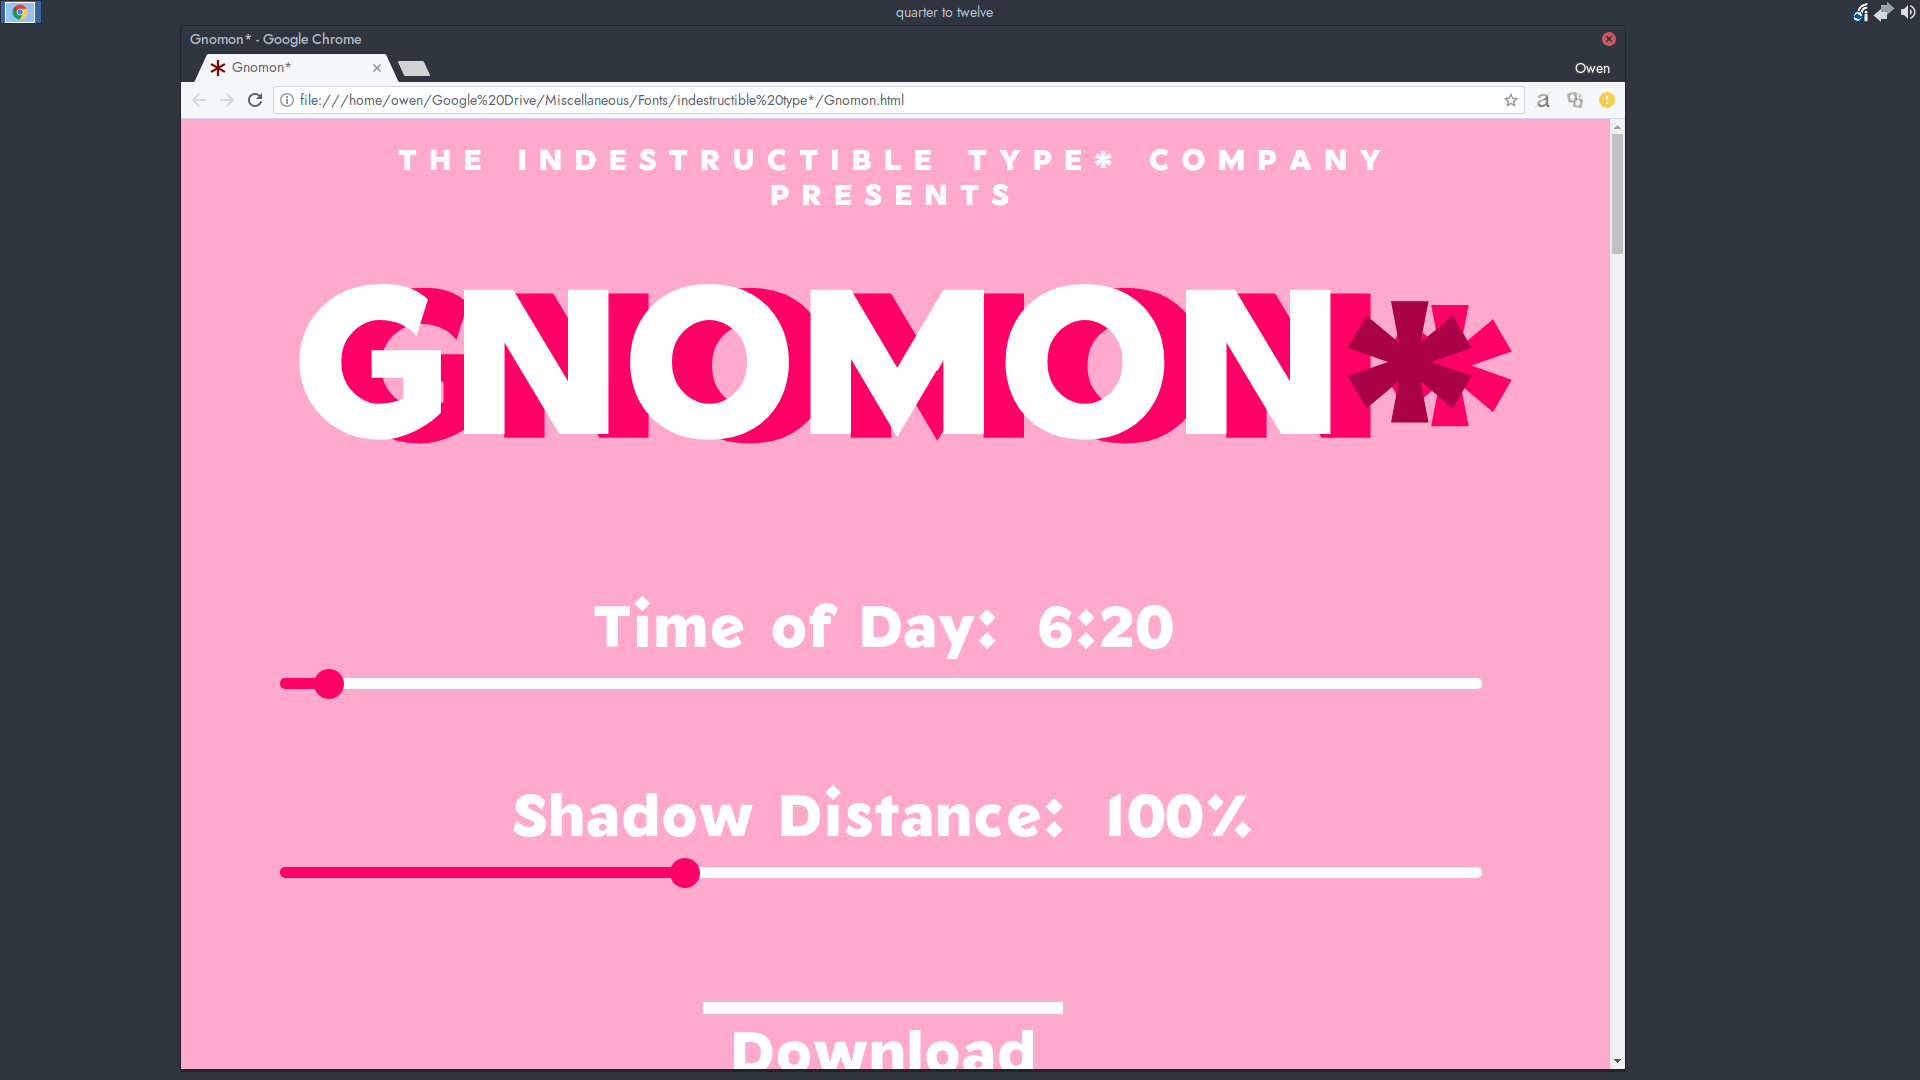 quarter to twelve
Gnomon* - Google Chrome
Gnomon*
Owen
file:///home/owen/Google%20Drive/Miscellaneous/Fonts/indestructible%20type*/Gnomon.html
a
THE INDESTRUCTIBLE TYPE* COMPANY
PRESENTS
GNOMON*
Time of Day: 6:20
Shadow Distance: 100%
Download